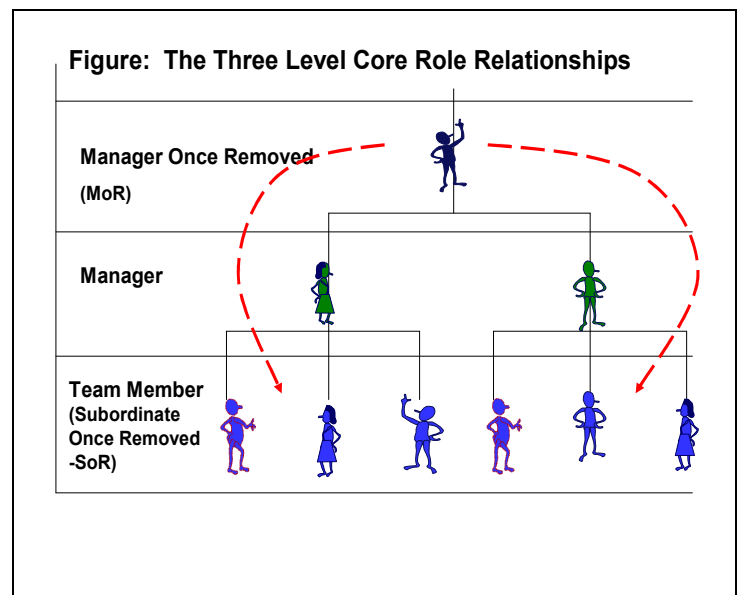 Figure:  The Three Level Core Role Relationships
Manager Once Removed
(MoR)
Manager
Team Member
(Subordinate
Once Removed
-SoR)